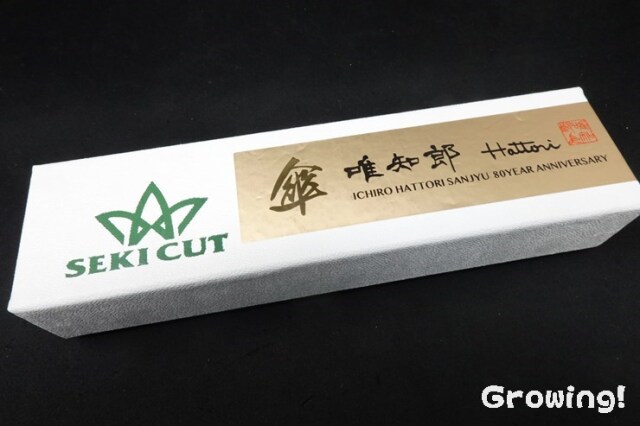 SEKI CUT
傘 唯知郎 Hattori
ICHIRO HATTORI SANJYU 80YEAR ANNIVERSARY
Growing!